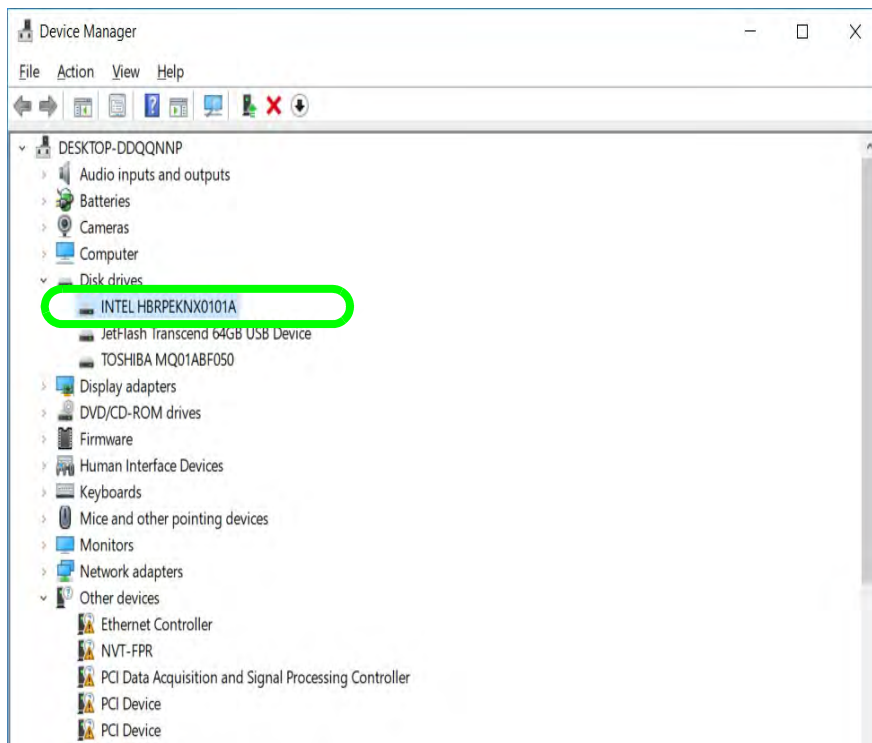 Device Manager
File Action View Help
DESKTOP-DDQQNNP
Audio inputs and outputs
Batteries
Cameras
Computer
Disk drives
INTEL HBRPEKNX0101A
JetFlash Transcend 64GB USB Device
TOSHIBA MQ01ABF050
Display adapters
DVD/CD-ROM drives
Firmware
Human Interface Devices
Keyboards
Mice and other pointing devices
Monitors
Network adapters
Other devices
Ethernet Controller
NVT-FPR
PCI Data Acquisition and Signal Processing Controller
PCI Device
PCI Device